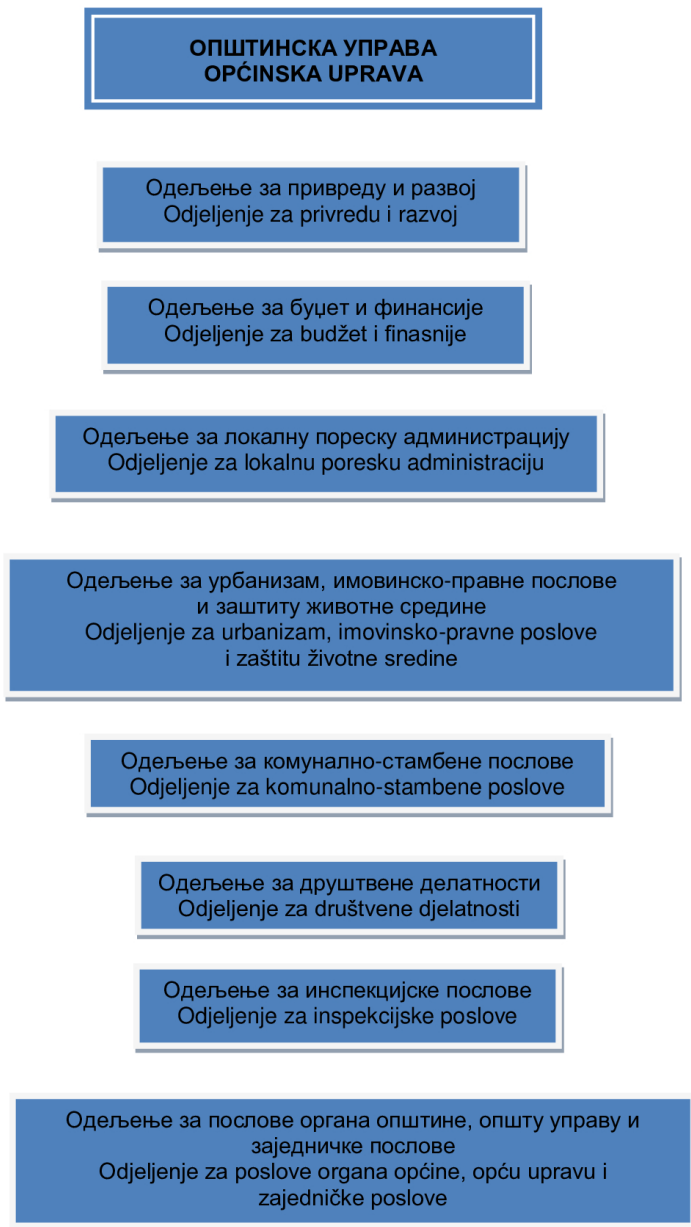 ОПШТИНСКА УПРАВА
OPĆINSKA UPRAVA
Одељење за привреду и развој
Odjeljenje za privredu i razvoj
Одељење за буџет и финансије
Odjeljenje za budžet i finasnije
Одељење за локалну пореску администрацију
Odjeljenje za lokalnu poresku administraciju
Одељење за урбанизам, имовинско-правне послове
и заштиту животне средине
Odjeljenje za urbanizam, imovinsko-pravne poslove
i zaštitu životne sredine
Одељење за комунално-стамбене послове
Odjeljenje za komunalno-stambene poslove
Одељење за друштвене делатности
Odjeljenje za društvene djelatnosti
Одељење за инспекцијске послове
Odjeljenje za inspekcijske poslove
Одељење за послове органа општине, општу управу и
заједничке послове
Odjeljenje za poslove organa općine, opću upravu i
zajedničke poslove